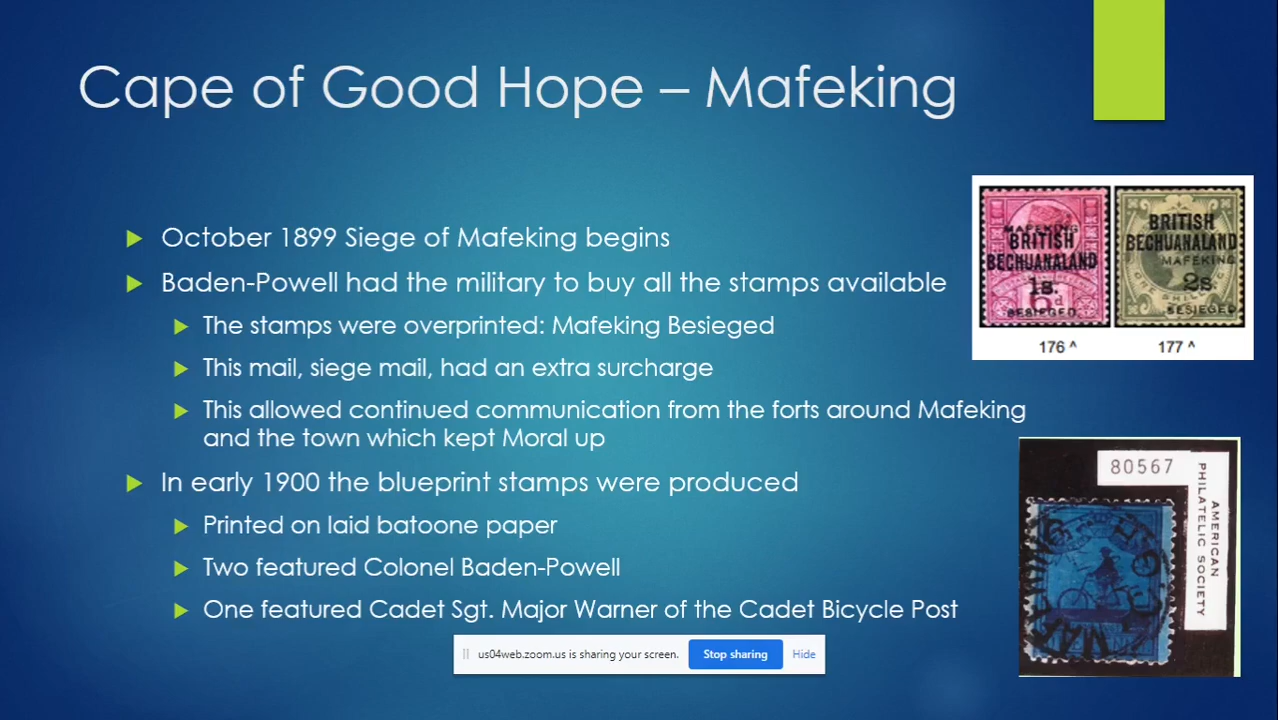 Cape of Good Hope – Mafeking
October 1899 Siege of Mafeking begins
Baden-Powell had the military to buy all the stamps available
The stamps were overprinted: Mafeking Besieged
This mail, siege mail, had an extra surcharge
This allowed continued communication from the forts around Mafeking
and the town which kept Moral up
In early 1900 the blueprint stamps were produced
Printed on laid batoone paper
Two featured Colonel Baden-Powell
One featured Cadet Sgt. Major Warner of the Cadet Bicycle Post
MAFEKING
BRITISH
BECHUANALAND
1s.
6d
BESIEGED.
BRITISH
BECHUANALAND
MAFEKING
2s.
ONE SHILLING
BESIEGED
176 ^
177 ^
80567
AMERICAN
PHILATELIC SOCIETY
us04web.zoom.us is sharing your screen.
Stop sharing
Hide